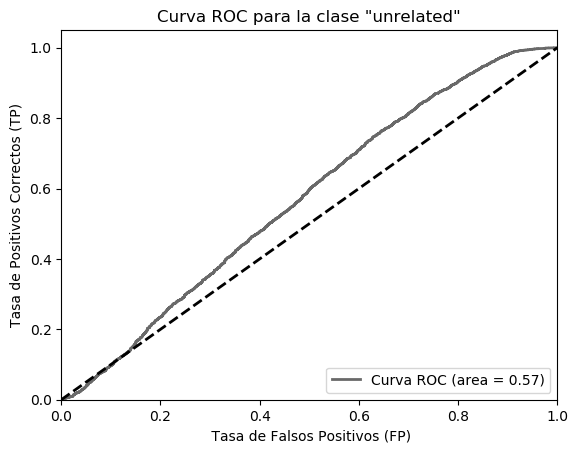 Curva ROC para la clase "unrelated"
Tasa de Positivos Correctos (TP)
1.0
0.8
0.6
0.4
0.2
0.0
0.0 0.2 0.4 0.6 0.8 1.0
Curva ROC (area = 0.57)
Tasa de Falsos Positivos (FP)